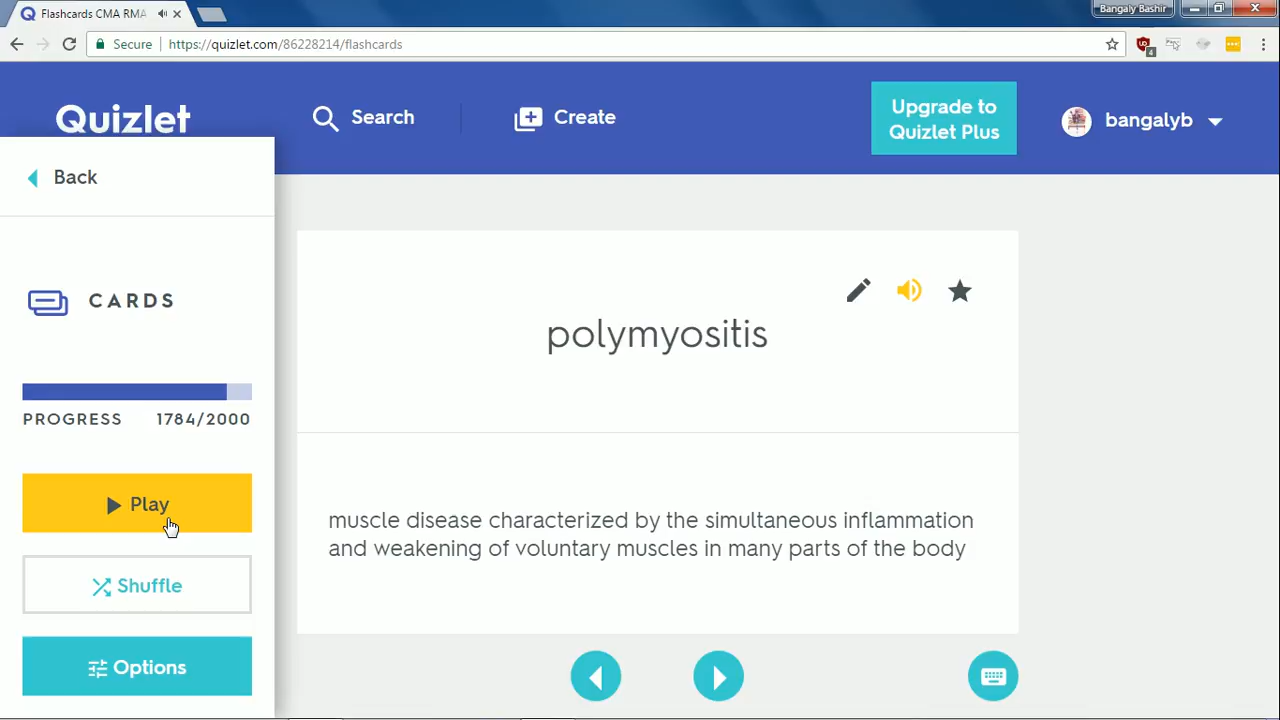 Flashcards CMA RMA
Bangaly Bashir
Secure
https://quizlet.com/86228214/flashcards
4
Quizlet
Search
Create
Upgrade to
Quizlet Plus
bangalyb
Back
CARDS
PROGRESS 1784/2000
Play
Shuffle
Options
polymyositis
muscle disease characterized by the simultaneous inflammation
and weakening of voluntary muscles in many parts of the body